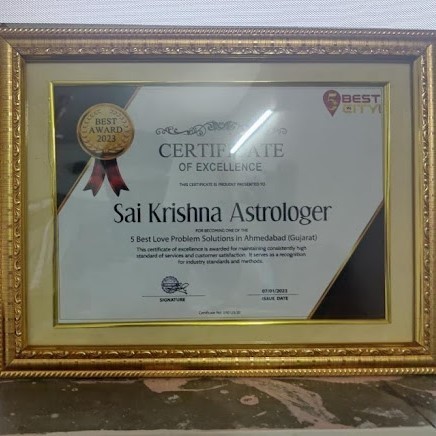 BEST
AWARD
2023
5 BEST
CITY
CERTIFICATE
OF EXCELLENCE
THIS CERTIFICATE IS PROUDLY PRESENTED TO
Sai Krishna Astrologer
FOR BECOMING ONE OF THE
5 Best Love Problem Solutions in Ahmedabad (Gujarat)
This certificate of excellence is awarded for maintaining consistently high
standard of services and customer satisfaction. It serves as a recognition
for industry standards and methods.
SIGNATURE
07/01/2023
ISSUE DATE
Certificate No